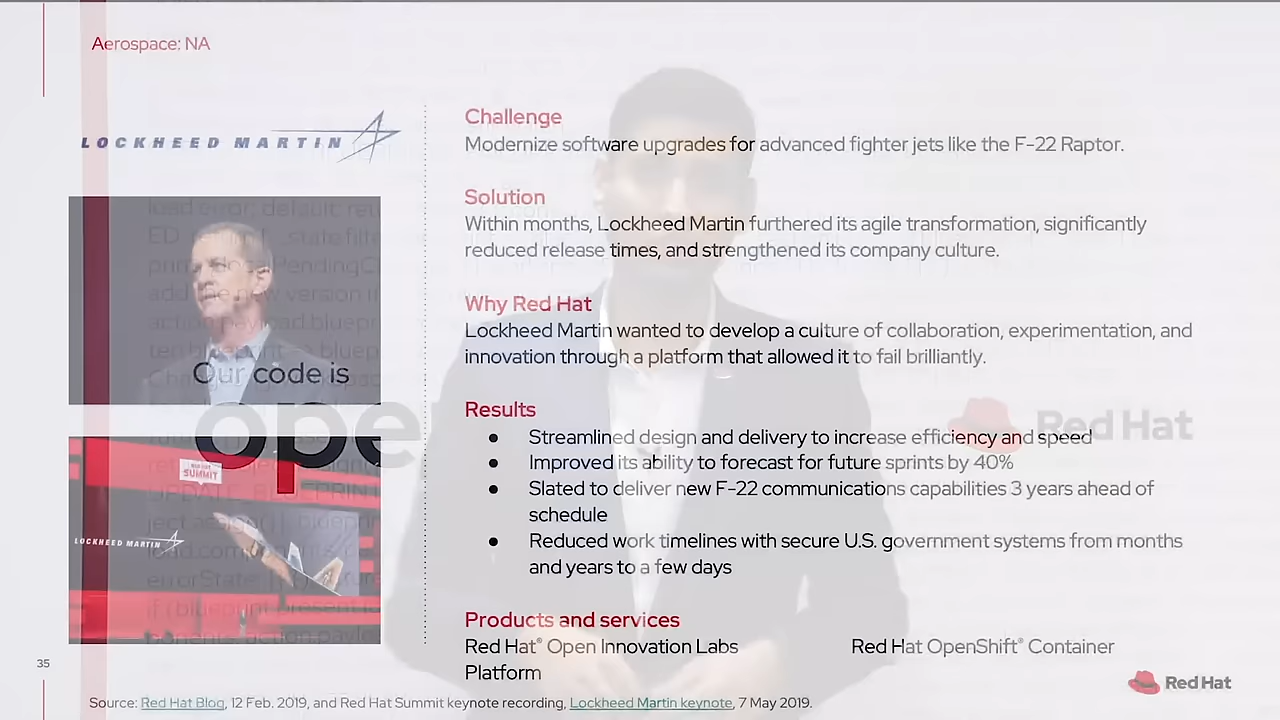 Aerospace: NA
LOCKHEED MARTIN
Challenge
Modernize software upgrades for advanced fighter jets like the F-22 Raptor.
Solution
Within months, Lockheed Martin furthered its agile transformation, significantly
reduced release times, and strengthened its company culture.
Why Red Hat
Lockheed Martin wanted to develop a culture of collaboration, experimentation, and
innovation through a platform that allowed it to fail brilliantly.
Results
● Streamlined design and delivery to increase efficiency and speed
● Improved its ability to forecast for future sprints by 40%
● Slated to deliver new F-22 communications capabilities 3 years ahead of
schedule
● Reduced work timelines with secure U.S. government systems from months
and years to a few days
Products and services
Red Hat® Open Innovation Labs Red Hat OpenShift® Container
Platform
Our code is
ope
RED HAT
SUMMIT
LOCKHEED MARTIN
Red Hat
35
Red Hat
Source: Red Hat Blog, 12 Feb. 2019, and Red Hat Summit keynote recording, Lockheed Martin keynote, 7 May 2019.